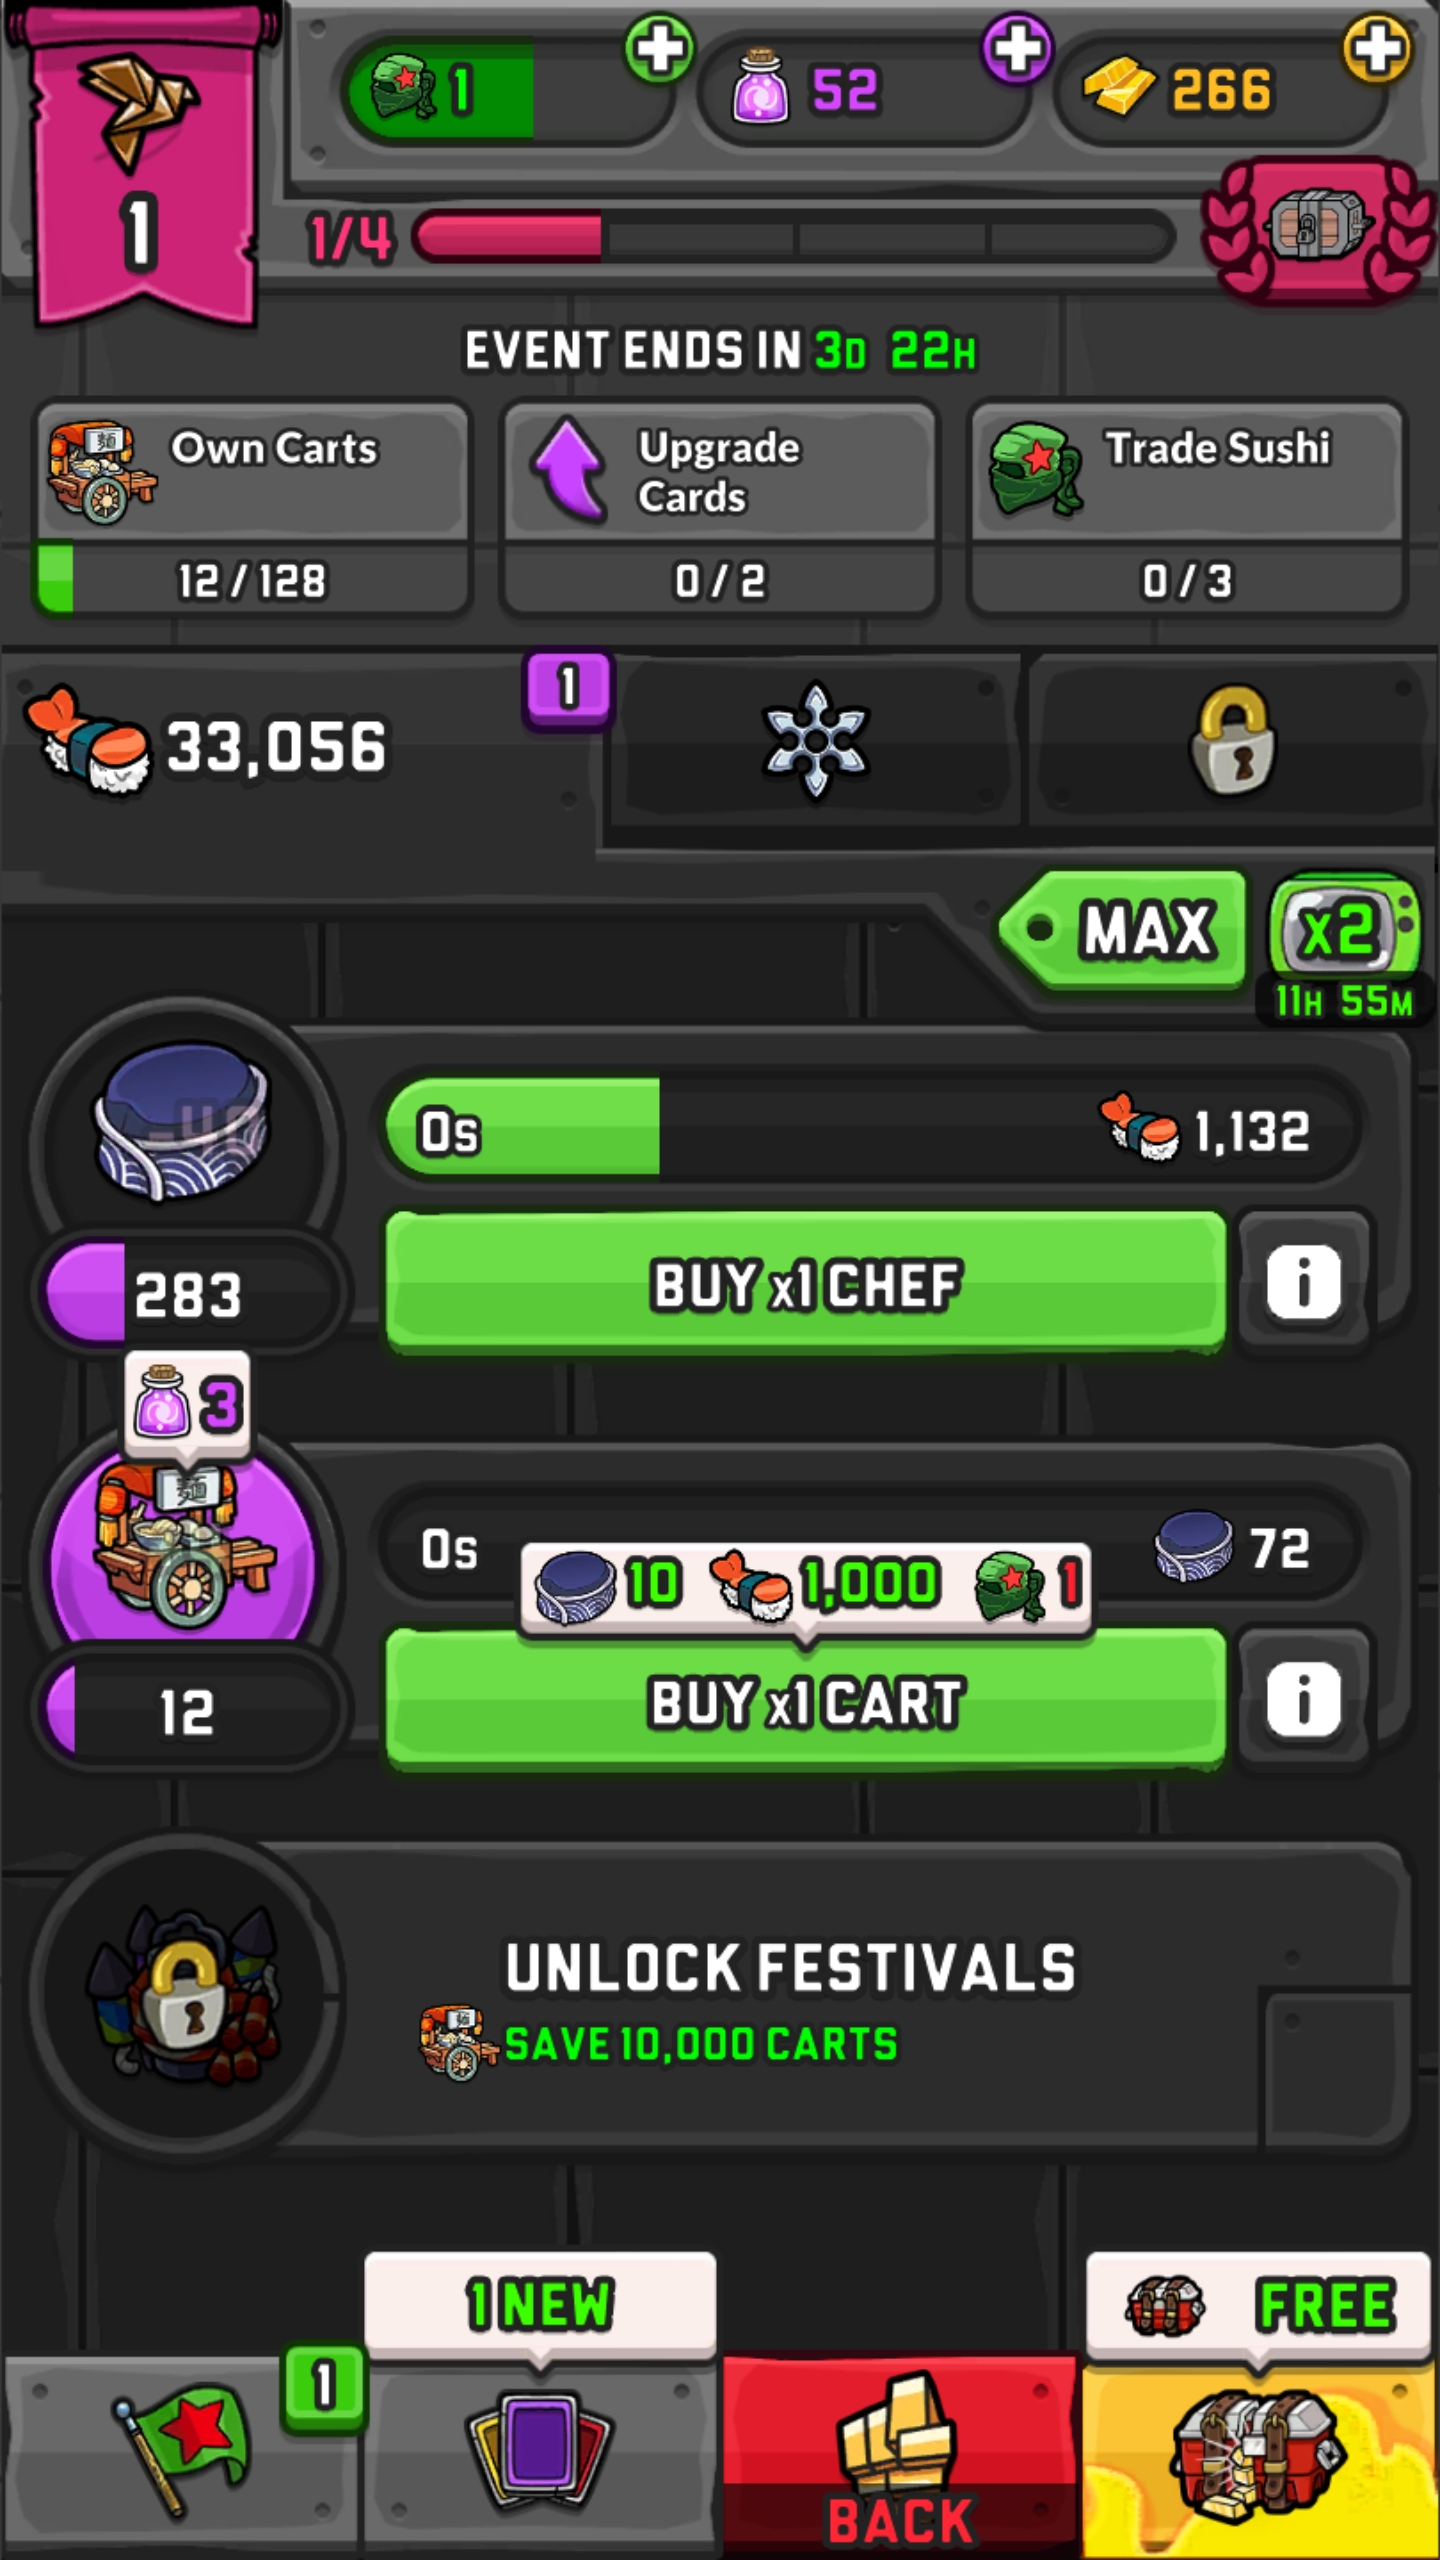 1
52
266
1
1/4
EVENT ENDS IN 3D 22H
Own Carts
Upgrade
Cards
Trade Sushi
12 / 128
0 / 2
0 / 3
33,056
1
MAX
x2
11H 55M
0s
1,132
283
BUY x1 CHEF
i
3
麺
0s
72
10
1,000
1
12
BUY x1 CART
i
UNLOCK FESTIVALS
SAVE 10,000 CARTS
1 NEW
FREE
1
BACK